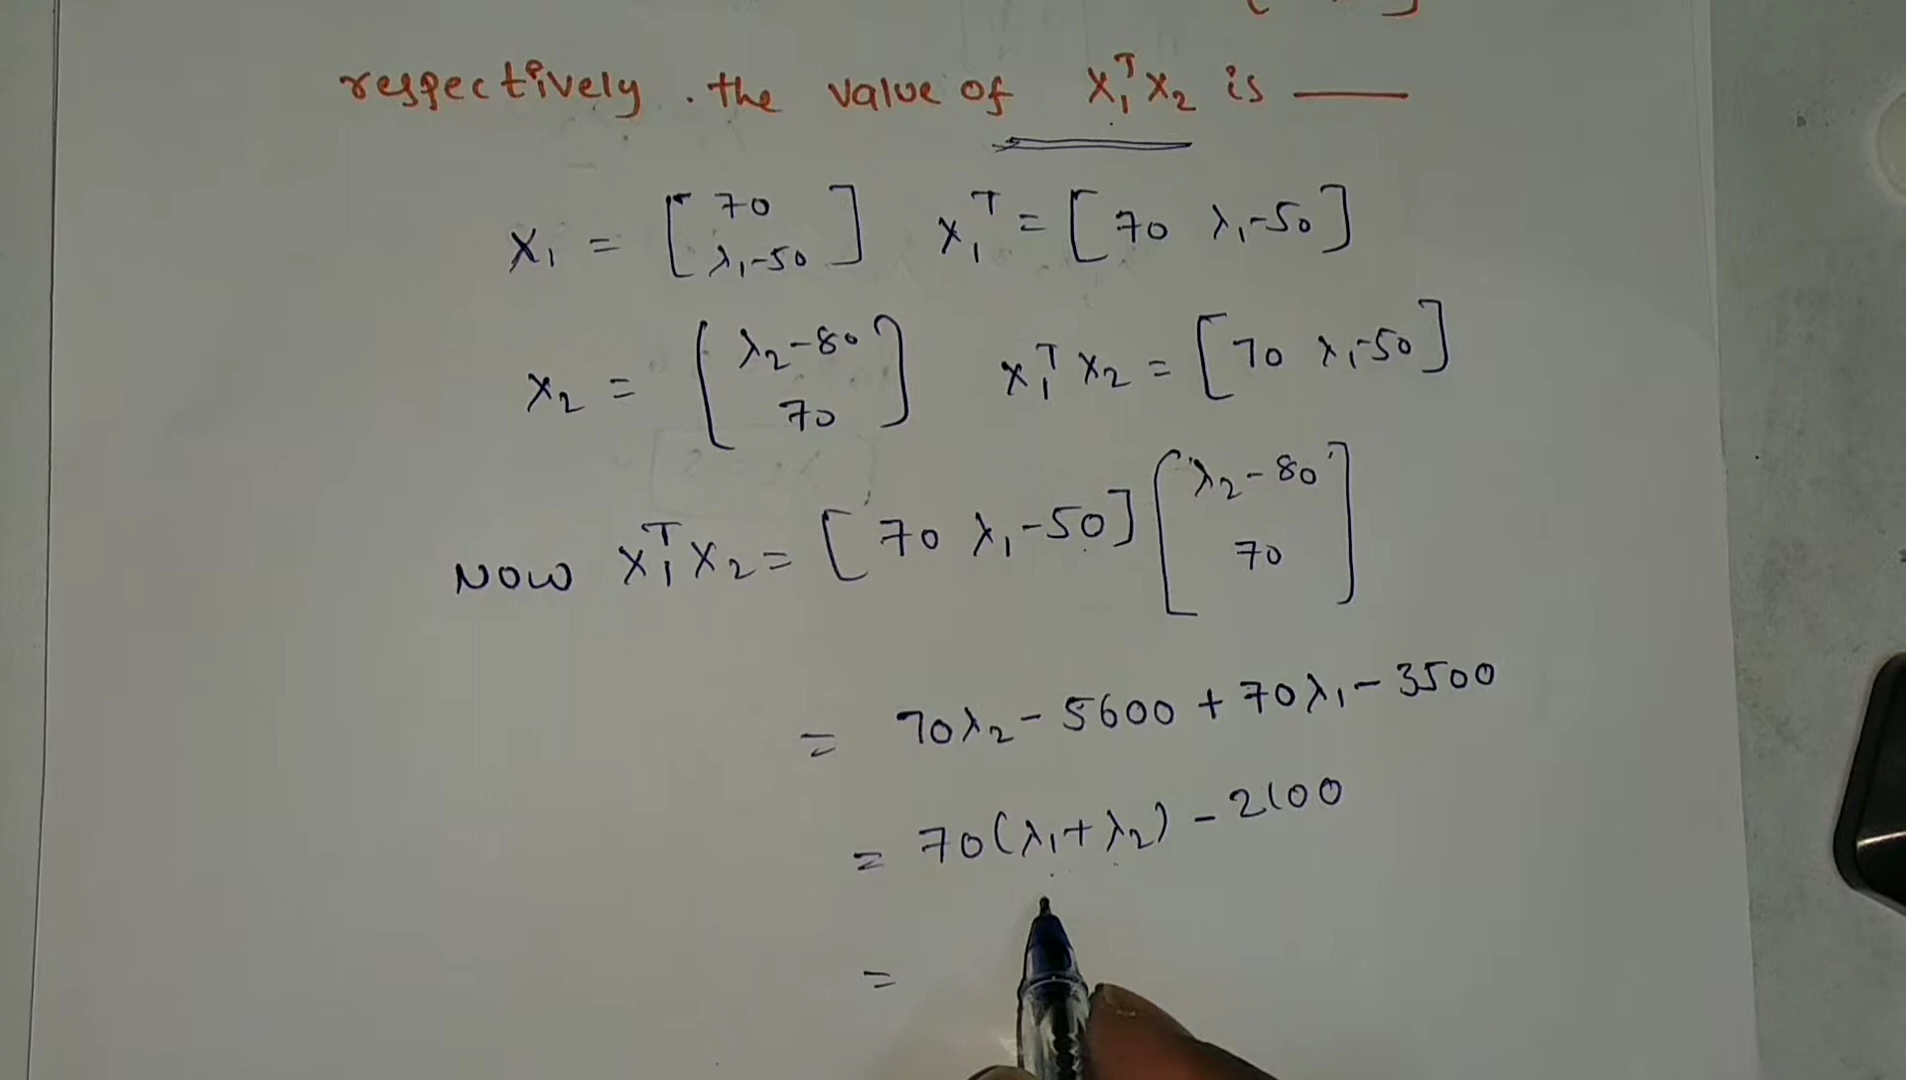 respectively. the value of X₁ᵀX₂ is ——
X₁ = [70 λ₁-50] X₁ᵀ = [70 λ₁-50]
X₂ = [λ₂-80 70] X₁ᵀX₂ = [70 λ₁-50]
NOW X₁ᵀX₂ = [70 λ₁-50] [λ₂-80 70]
= 70λ₂ - 5600 + 70λ₁ - 3500
= 70(λ₁+λ₂) - 2100
=